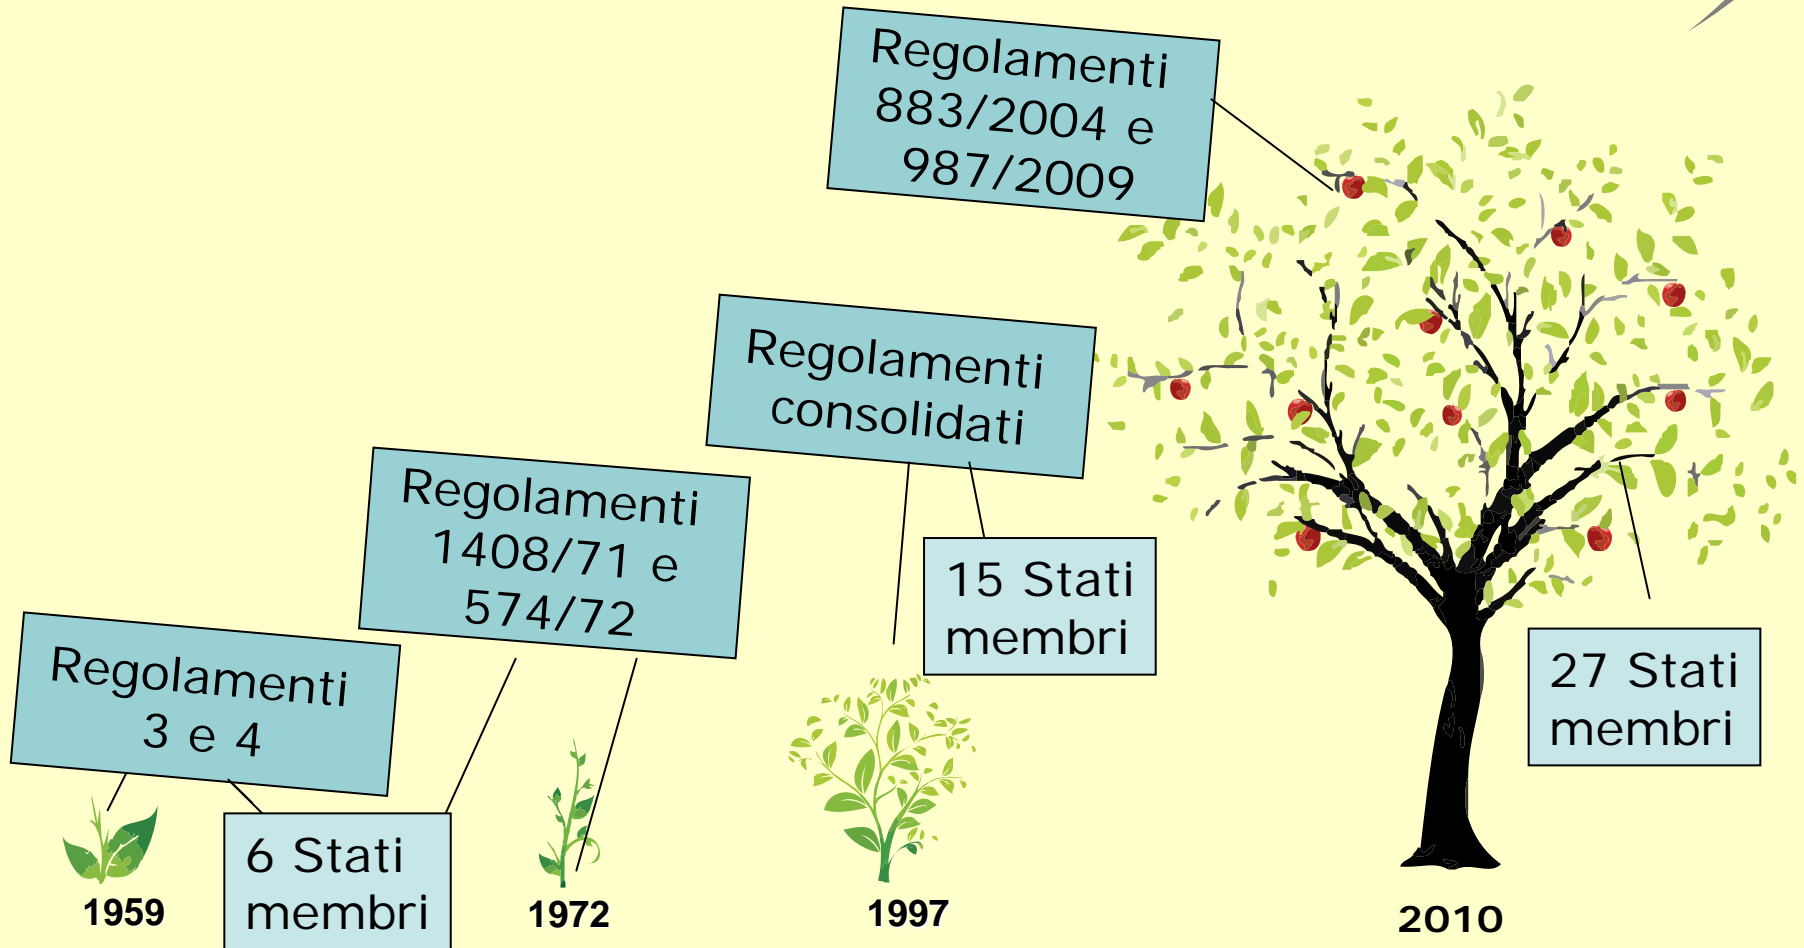 Regolamenti
883/2004 e
987/2009
Regolamenti
consolidati
Regolamenti
1408/71 e
574/72
15 Stati
membri
Regolamenti
3 e 4
27 Stati
membri
6 Stati
membri
1959
1972
1997
2010